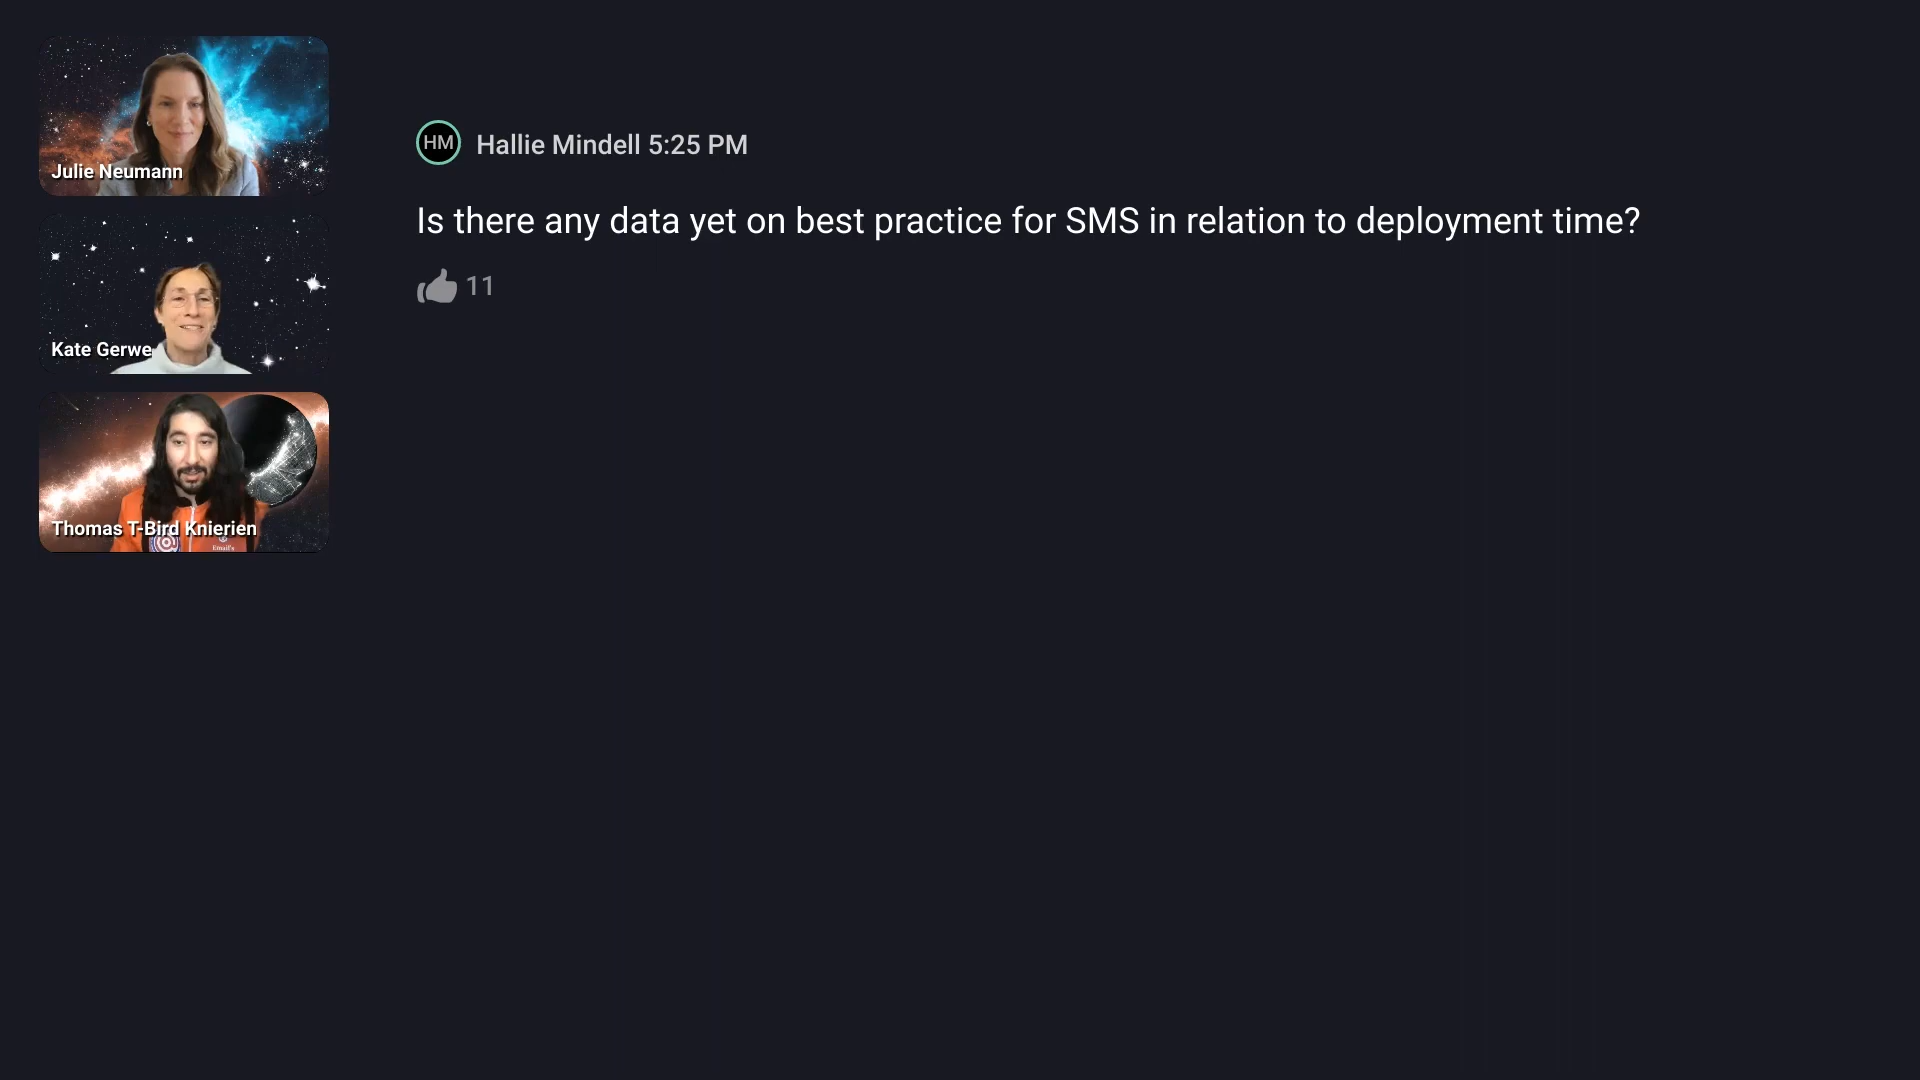 Julie Neumann
Kate Gerwe
Thomas T-Bird Knierien
Email's
HM
Hallie Mindell 5:25 PM
Is there any data yet on best practice for SMS in relation to deployment time?
11